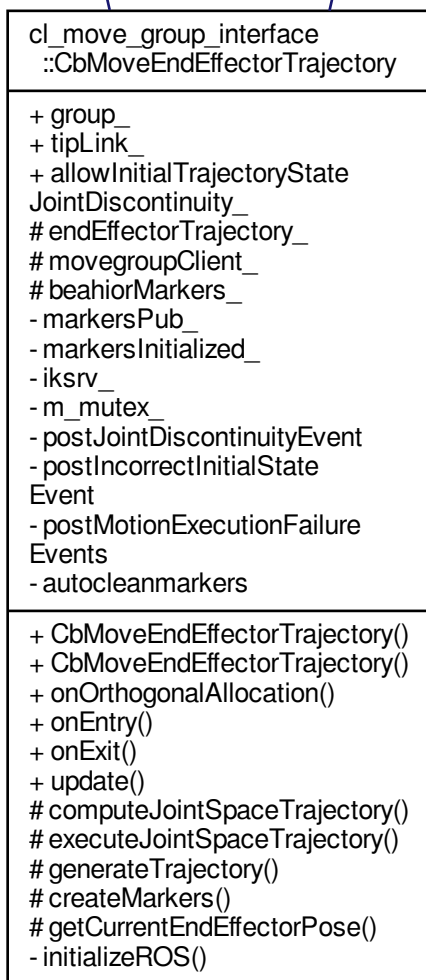 cl_move_group_interface
::CbMoveEndEffectorTrajectory
+ group_
+ tipLink_
+ allowInitialTrajectoryState
JointDiscontinuity_
# endEffectorTrajectory_
# movegroupClient_
# beahiorMarkers_
- markersPub_
- markersInitialized_
- iksrv_
- m_mutex_
- postJointDiscontinuityEvent
- postIncorrectInitialState
Event
- postMotionExecutionFailure
Events
- autocleanmarkers
+ CbMoveEndEffectorTrajectory()
+ CbMoveEndEffectorTrajectory()
+ onOrthogonalAllocation()
+ onEntry()
+ onExit()
+ update()
# computeJointSpaceTrajectory()
# executeJointSpaceTrajectory()
# generateTrajectory()
# createMarkers()
# getCurrentEndEffectorPose()
- initializeROS()